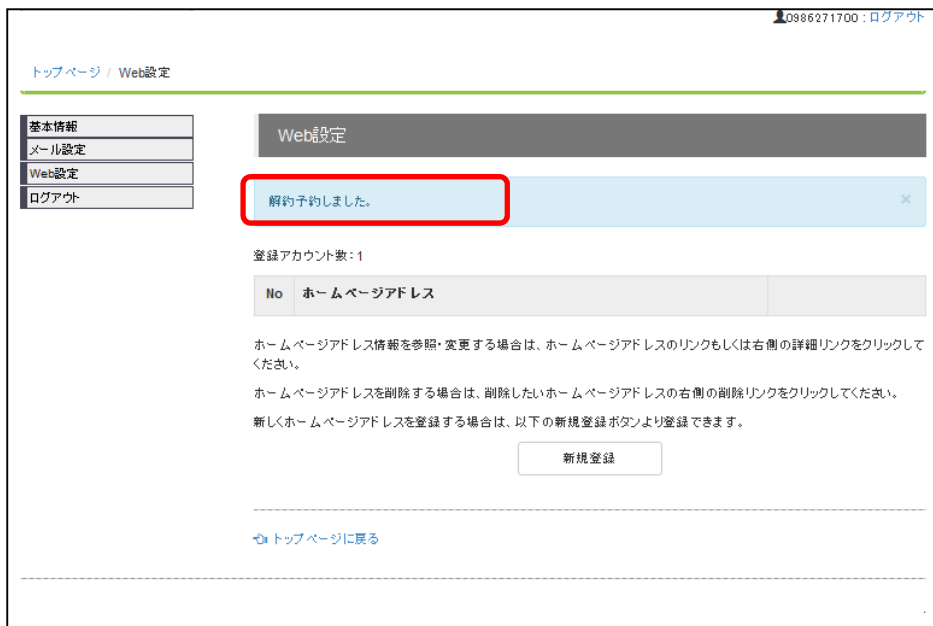 0986271700 : ログアウト
トップページ / Web設定
基本情報
メール設定
Web設定
ログアウト
Web設定
解約予約しました。
×
登録アカウント数: 1
No ホームページアドレス
ホームページアドレス情報を参照・変更する場合は、ホームページアドレスのリンクもしくは右側の詳細リンクをクリックして
ください。
ホームページアドレスを削除する場合は、削除したいホームページアドレスの右側の削除リンクをクリックしてください。
新しくホームページアドレスを登録する場合は、以下の新規登録ボタンより登録できます。
新規登録
トップページに戻る